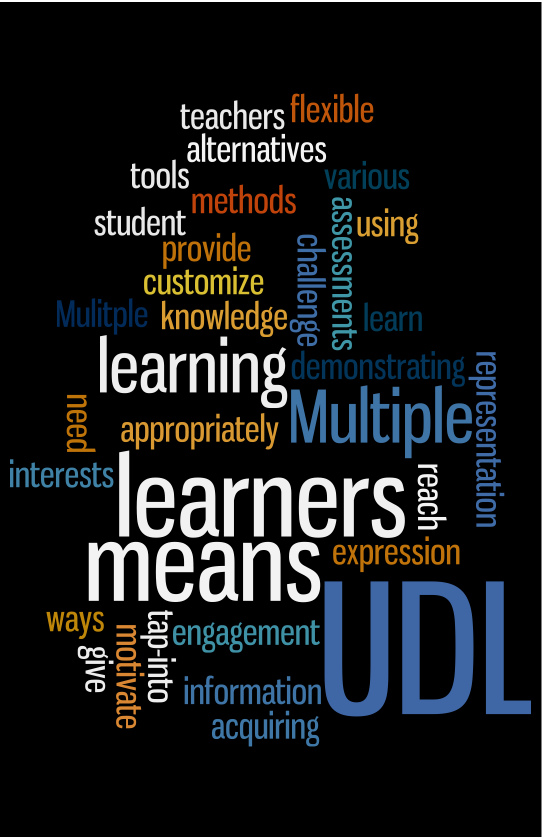 teachers flexible
alternatives
tools various
methods
student assessments using
provide challenge
customize
Mulitple knowledge learn
learning demonstrating
need appropriately Multiple representation
interests learners reach
means expression
UDL
ways tap-into engagement
give motivate
information
acquiring